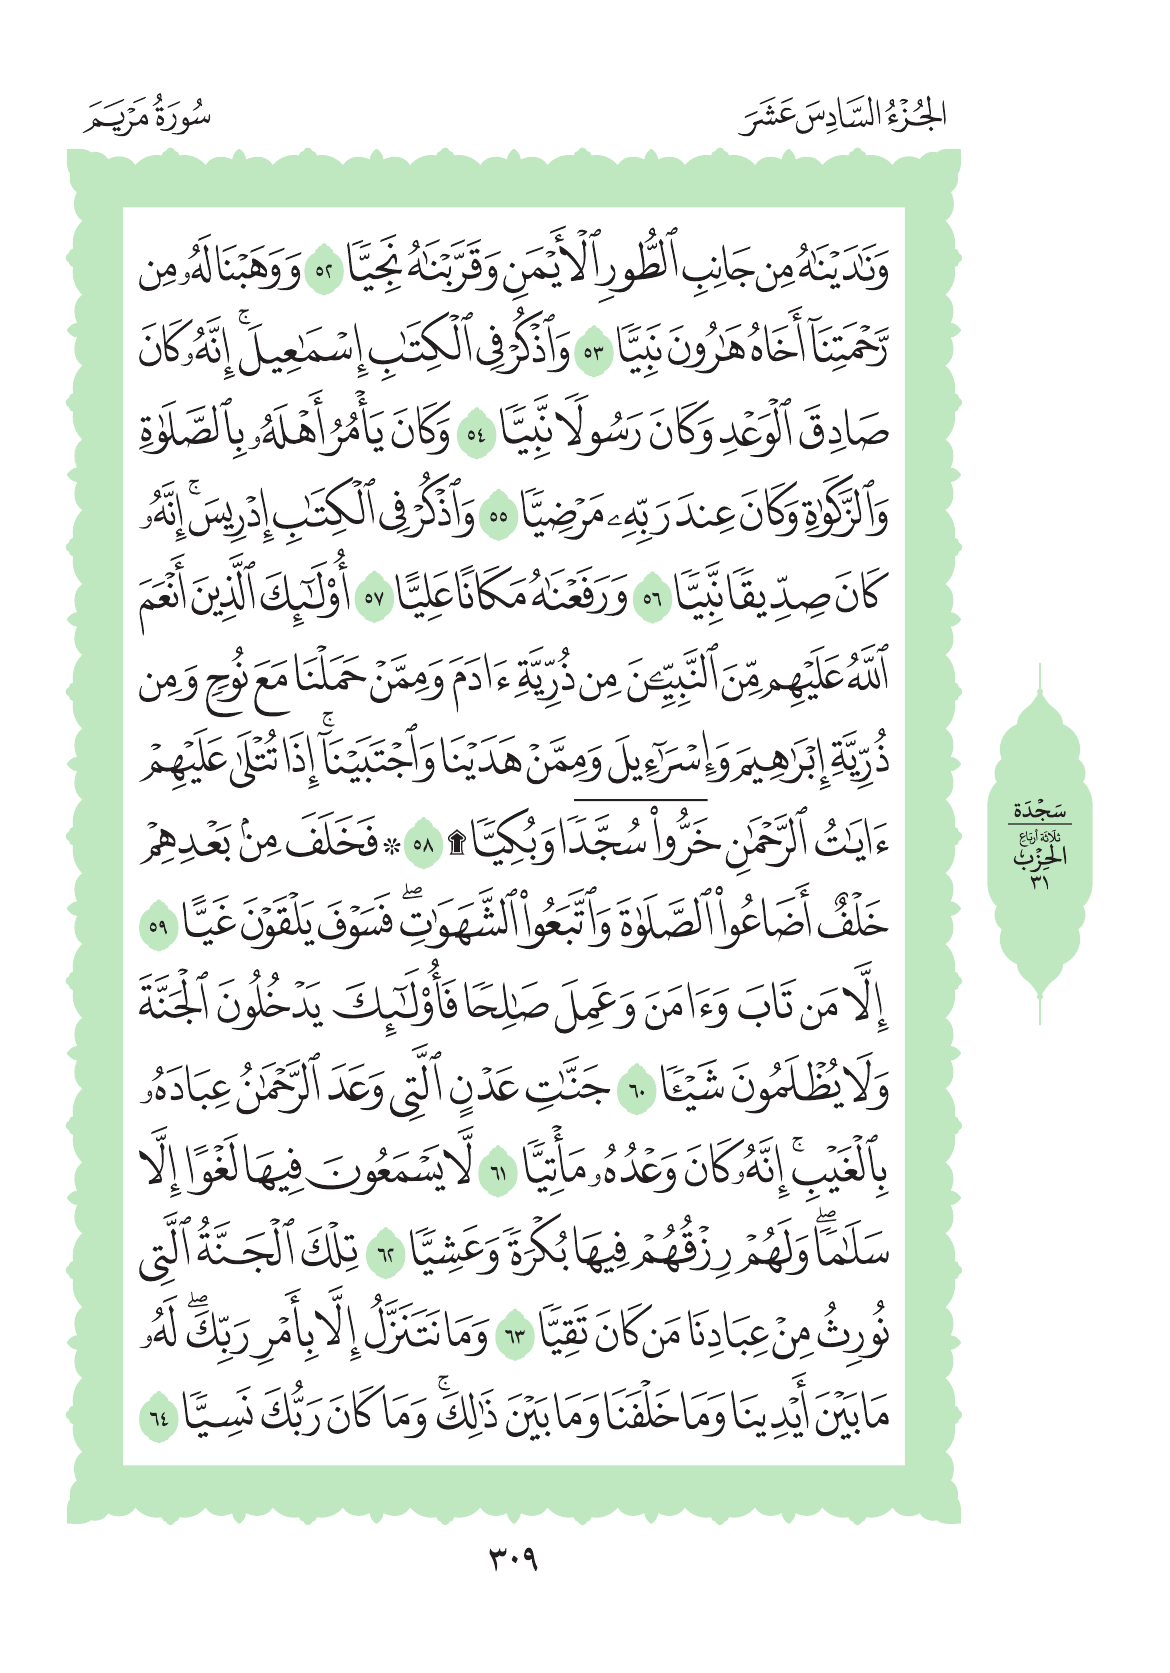 الجُزْءُ السَّادِسَ عَشَرَ
سُورَةُ مَرْيَمَ
وَنَٰدَيْنَٰهُ مِن جَانِبِ ٱلطُّورِ ٱلْأَيْمَنِ وَقَرَّبْنَٰهُ نَجِيًّا ٥٢ وَوَهَبْنَا لَهُۥ مِن
رَّحْمَتِنَآ أَخَاهُ هَٰرُونَ نَبِيًّا ٥٣ وَٱذْكُرْ فِى ٱلْكِتَٰبِ إِسْمَٰعِيلَ ۚ إِنَّهُۥ كَانَ
صَادِقَ ٱلْوَعْدِ وَكَانَ رَسُولًا نَّبِيًّا ٥٤ وَكَانَ يَأْمُرُ أَهْلَهُۥ بِٱلصَّلَوٰةِ
وَٱلزَّكَوٰةِ وَكَانَ عِندَ رَبِّهِۦ مَرْضِيًّا ٥٥ وَٱذْكُرْ فِى ٱلْكِتَٰبِ إِدْرِيسَ ۚ إِنَّهُۥ
كَانَ صِدِّيقًا نَّبِيًّا ٥٦ وَرَفَعْنَٰهُ مَكَانًا عَلِيًّا ٥٧ أُو۟لَٰٓئِكَ ٱلَّذِينَ أَنْعَمَ
ٱللَّهُ عَلَيْهِم مِّنَ ٱلنَّبِيِّۦنَ مِن ذُرِّيَّةِ ءَادَمَ وَمِمَّنْ حَمَلْنَا مَعَ نُوحٍ وَمِن
ذُرِّيَّةِ إِبْرَٰهِيمَ وَإِسْرَٰٓءِيلَ وَمِمَّنْ هَدَيْنَا وَٱجْتَبَيْنَآ ۚ إِذَا تُتْلَىٰ عَلَيْهِمْ
ءَايَٰتُ ٱلرَّحْمَٰنِ خَرُّوا۟ سُجَّدًا وَبُكِيًّا ۩ ٥٨ ۞ فَخَلَفَ مِنۢ بَعْدِهِمْ
خَلْفٌ أَضَاعُوا۟ ٱلصَّلَوٰةَ وَٱتَّبَعُوا۟ ٱلشَّهَوَٰتِ ۖ فَسَوْفَ يَلْقَوْنَ غَيًّا ٥٩
إِلَّا مَن تَابَ وَءَامَنَ وَعَمِلَ صَٰلِحًا فَأُو۟لَٰٓئِكَ يَدْخُلُونَ ٱلْجَنَّةَ
وَلَا يُظْلَمُونَ شَيْـًٔا ٦٠ جَنَّٰتِ عَدْنٍ ٱلَّتِى وَعَدَ ٱلرَّحْمَٰنُ عِبَادَهُۥ
بِٱلْغَيْبِ ۚ إِنَّهُۥ كَانَ وَعْدُهُۥ مَأْتِيًّا ٦١ لَّا يَسْمَعُونَ فِيهَا لَغْوًا إِلَّا
سَلَٰمًا ۖ وَلَهُمْ رِزْقُهُمْ فِيهَا بُكْرَةً وَعَشِيًّا ٦٢ تِلْكَ ٱلْجَنَّةُ ٱلَّتِى
نُورِثُ مِنْ عِبَادِنَا مَن كَانَ تَقِيًّا ٦٣ وَمَا نَتَنَزَّلُ إِلَّا بِأَمْرِ رَبِّكَ ۖ لَهُۥ
مَا بَيْنَ أَيْدِينَا وَمَا خَلْفَنَا وَمَا بَيْنَ ذَٰلِكَ ۚ وَمَا كَانَ رَبُّكَ نَسِيًّا ٦٤
سَجْدَة
ثلاثة أرباع
الحِزْب
٣١
٣٠٩